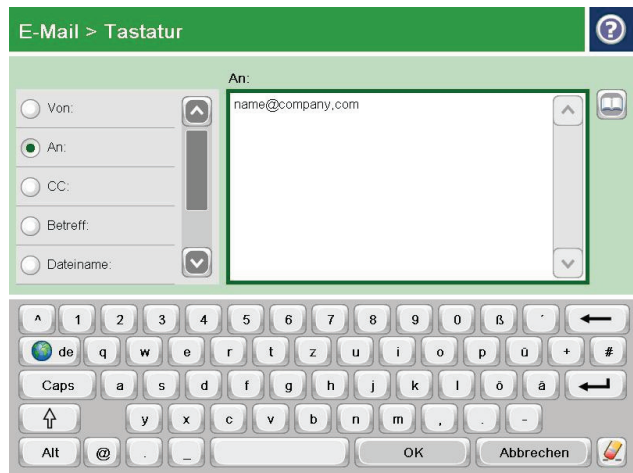 E-Mail > Tastatur
?
An:
Von:
An:
CC:
Betreff:
Dateiname:
name@company.com
^ 1 2 3 4 5 6 7 8 9 0 ß ´
de q w e r t z u i o p ü + #
Caps a s d f g h j k l ö ä
y x c v b n m , . -
Alt @ . _ OK Abbrechen